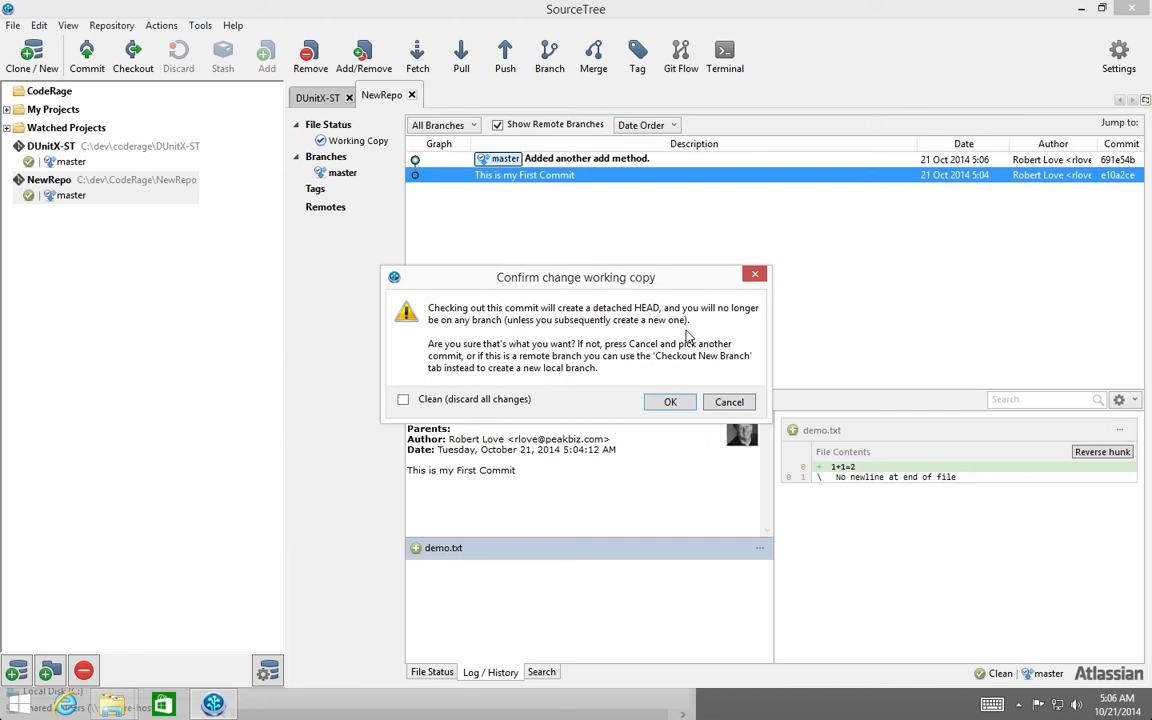 SourceTree
File Edit View Repository Actions Tools Help
Clone / New Commit Checkout Discard Stash Add Remove Add/Remove Fetch Pull Push Branch Merge Tag Git Flow Terminal Settings
CodeRage
My Projects
Watched Projects
DUnitX-ST C:\dev\coderage\DUnitX-ST
master
NewRepo C:\dev\CodeRage\NewRepo
master
DUnitX-ST NewRepo
File Status
Working Copy
Branches
master
Tags
Remotes
All Branches Show Remote Branches Date Order Jump to:
Graph Description Date Author Commit
master Added another add method. 21 Oct 2014 5:06 Robert Love <rlove 691e54b
This is my First Commit 21 Oct 2014 5:04 Robert Love <rlove e10a2ce
Confirm change working copy
Checking out this commit will create a detached HEAD, and you will no longer
be on any branch (unless you subsequently create a new one).
Are you sure that's what you want? If not, press Cancel and pick another
commit, or if this is a remote branch you can use the 'Checkout New Branch'
tab instead to create a new local branch.
Clean (discard all changes) OK Cancel
Search
Parents:
Author: Robert Love <rlove@peakbiz.com>
Date: Tuesday, October 21, 2014 5:04:12 AM
This is my First Commit
demo.txt
demo.txt
File Contents Reverse hunk
0 + 1+1=2
0 1 \ No newline at end of file
File Status Log / History Search
Clean master Atlassian
Local Disk (C:)
5:06 AM
10/21/2014